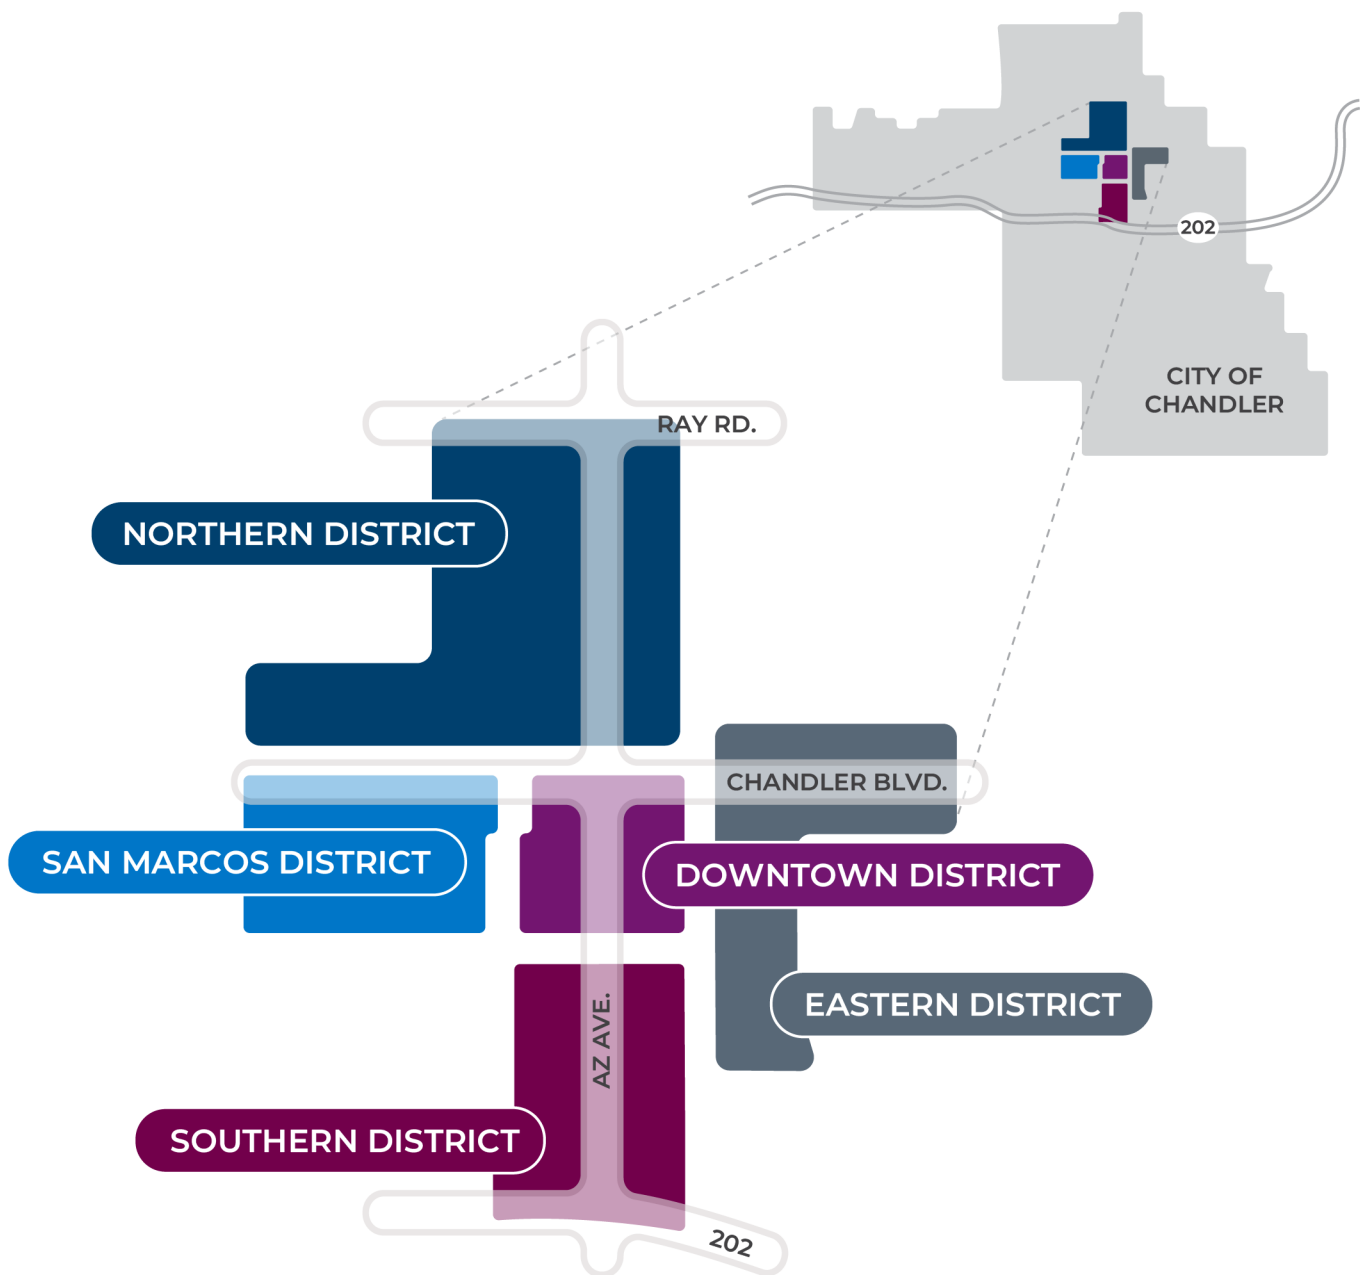 202
CITY OF
CHANDLER
RAY RD.
NORTHERN DISTRICT
CHANDLER BLVD.
SAN MARCOS DISTRICT
DOWNTOWN DISTRICT
EASTERN DISTRICT
AZ AVE.
SOUTHERN DISTRICT
202